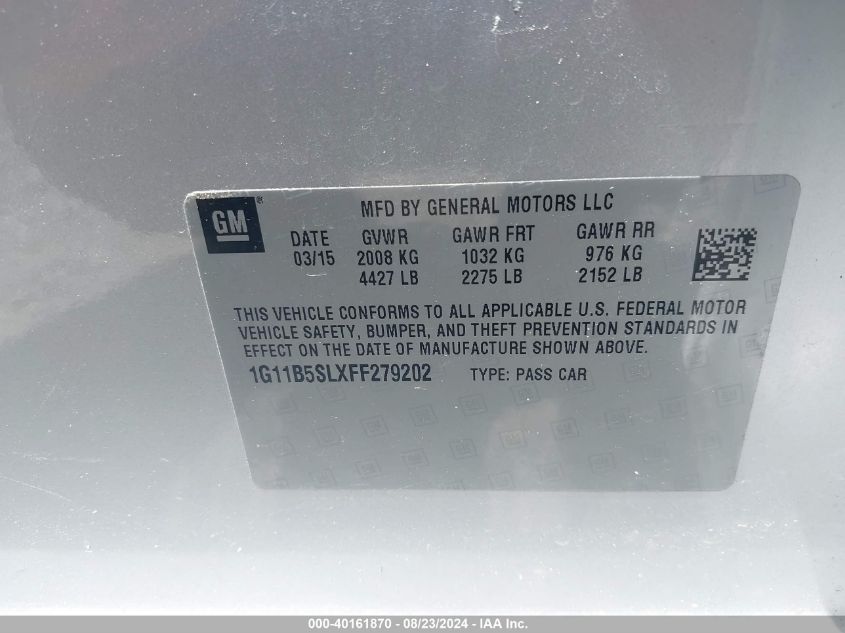 GM ®
MFD BY GENERAL MOTORS LLC
DATE GVWR GAWR FRT GAWR RR
03/15 2008 KG 1032 KG 976 KG
4427 LB 2275 LB 2152 LB
THIS VEHICLE CONFORMS TO ALL APPLICABLE U.S. FEDERAL MOTOR
VEHICLE SAFETY, BUMPER, AND THEFT PREVENTION STANDARDS IN
EFFECT ON THE DATE OF MANUFACTURE SHOWN ABOVE.
1G11B5SLXFF279202 TYPE: PASS CAR
000-40161870 - 08/23/2024 - IAA Inc.